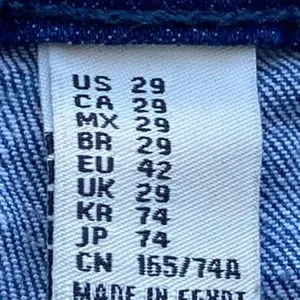 US 29
CA 29
MX 29
BR 29
EU 42
UK 29
KR 74
JP 74
CN 165/74A
MADE IN EGYPT